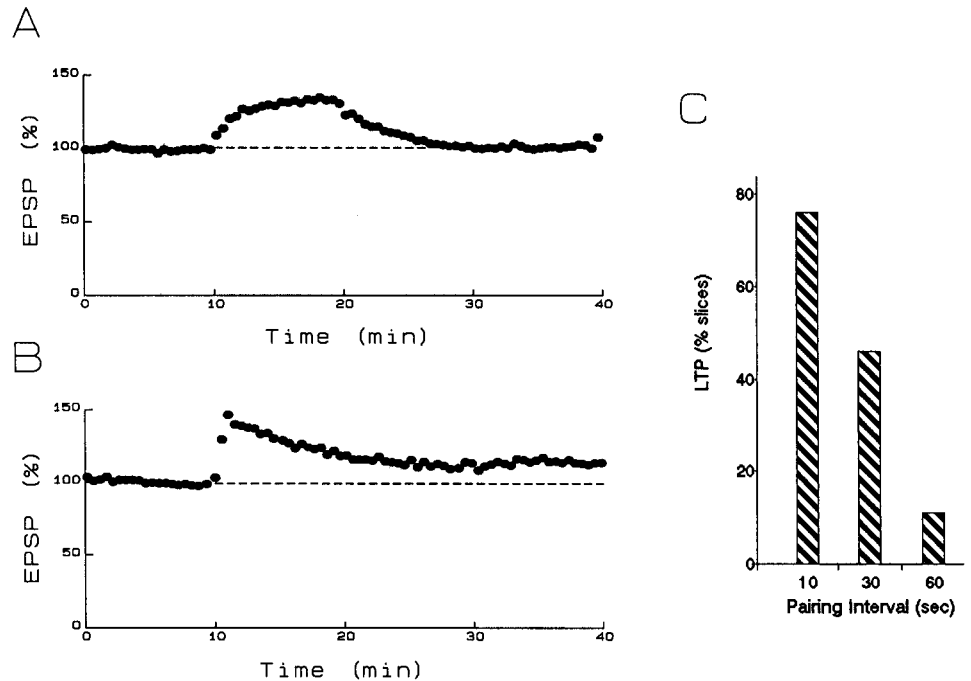 A
150
100
50
0
EPSP (%)
0 10 20 30 40
Time (min)
B
150
100
50
0
EPSP (%)
0 10 20 30 40
Time (min)
C
80
60
40
20
0
LTP (% slices)
10 30 60
Pairing Interval (sec)